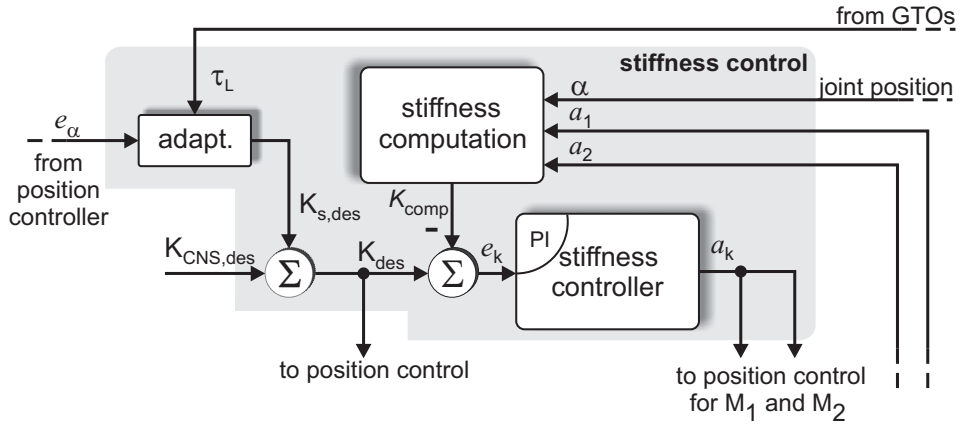 from GTOs
stiffness control
τL
joint position
stiffness
computation
α
a1
a2
eα
adapt.
from
position
controller
Ks,des
Kcomp
-
KCNS,des
Σ
Kdes
Σ
ek
PI
stiffness
controller
ak
to position control
to position control
for M1 and M2